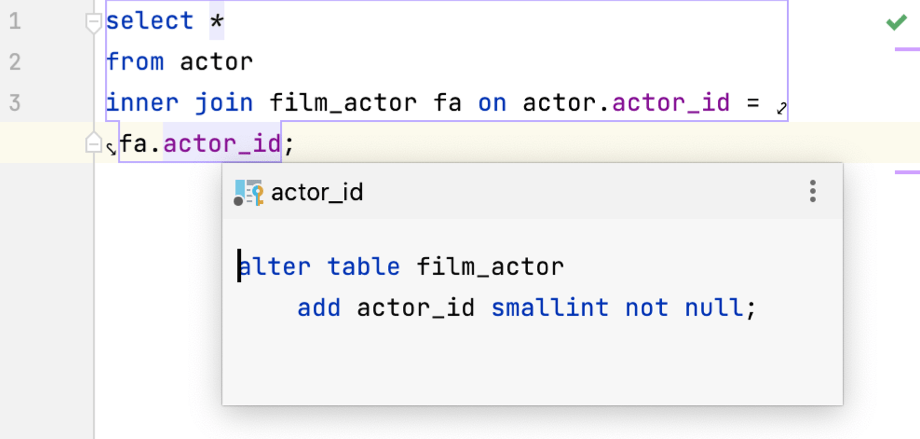 1 select *
2 from actor
3 inner join film_actor fa on actor.actor_id =
fa.actor_id;
actor_id
alter table film_actor
add actor_id smallint not null;